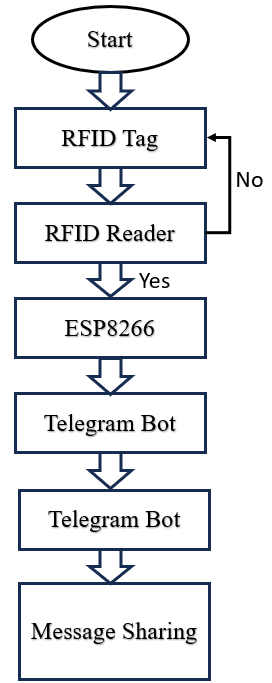 Start
RFID Tag
No
RFID Reader
Yes
ESP8266
Telegram Bot
Telegram Bot
Message Sharing